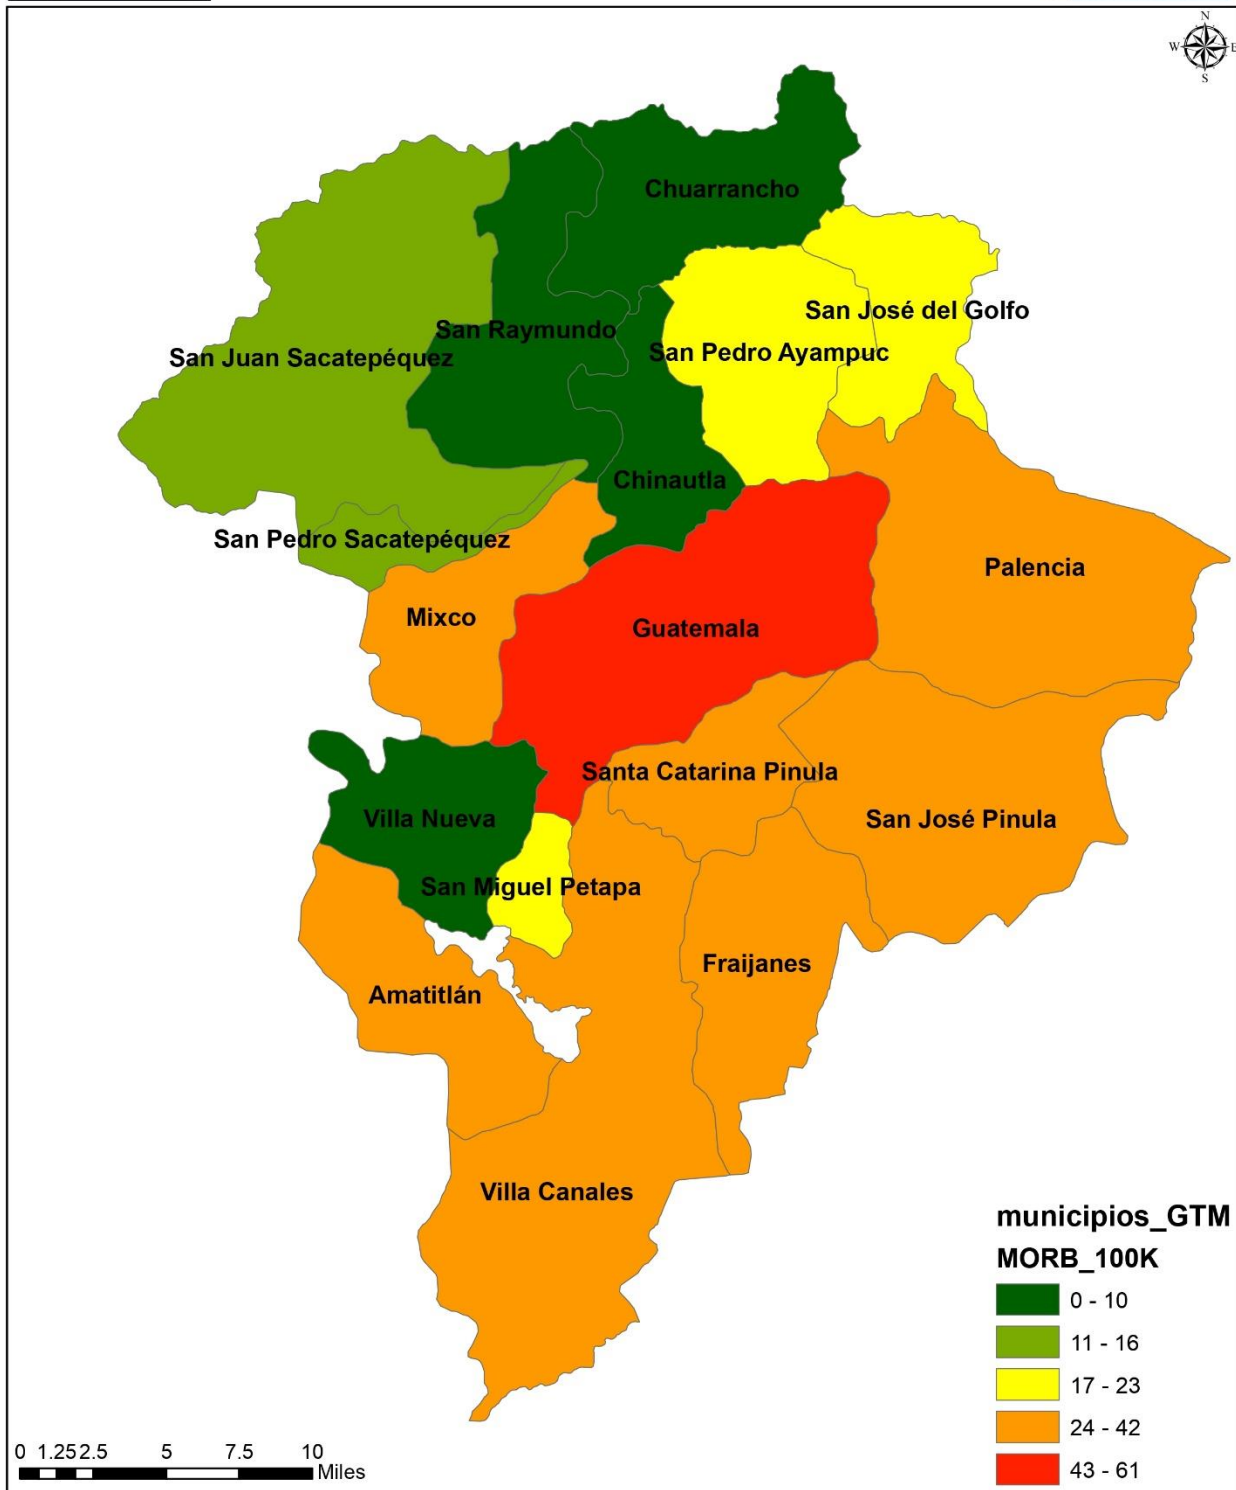 N
W E
S
Chuarrancho
San José del Golfo
San Raymundo
San Pedro Ayampuc
San Juan Sacatepéquez
Chinautla
San Pedro Sacatepéquez
Palencia
Mixco
Guatemala
Santa Catarina Pinula
Villa Nueva
San José Pinula
San Miguel Petapa
Fraijanes
Amatitlán
Villa Canales
municipios_GTM
MORB_100K
0 - 10
11 - 16
17 - 23
24 - 42
43 - 61
0 1.25 2.5 5 7.5 10
Miles